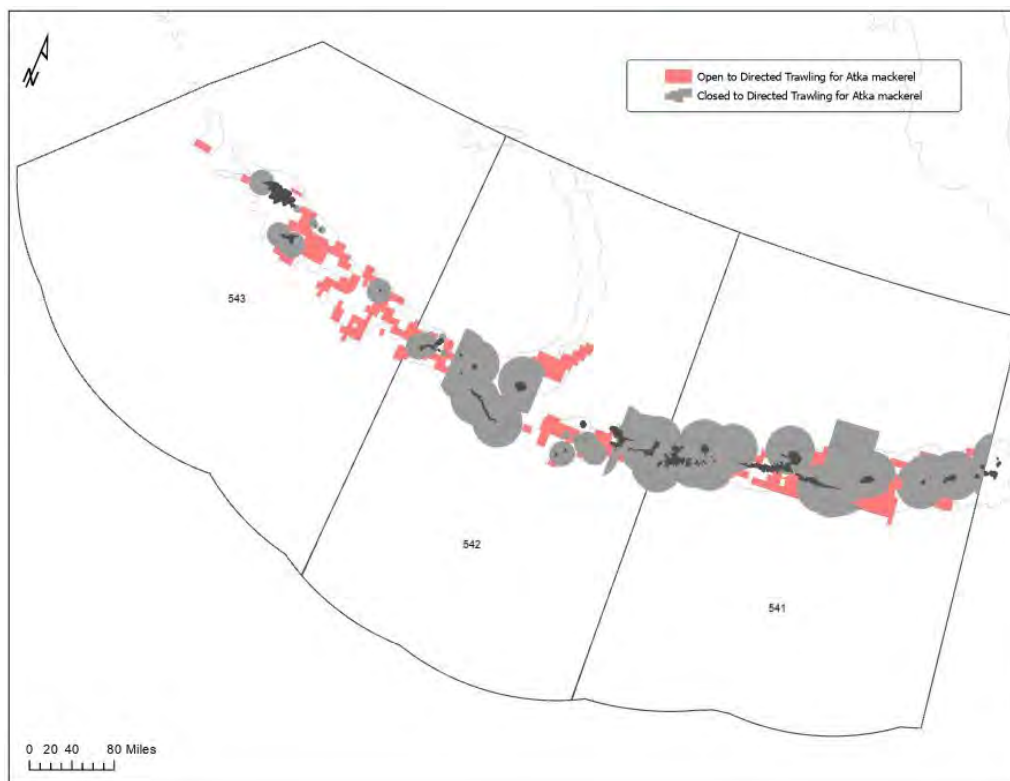 N
Open to Directed Trawling for Atka mackerel
Closed to Directed Trawling for Atka mackerel
543
542
541
0 20 40 80 Miles